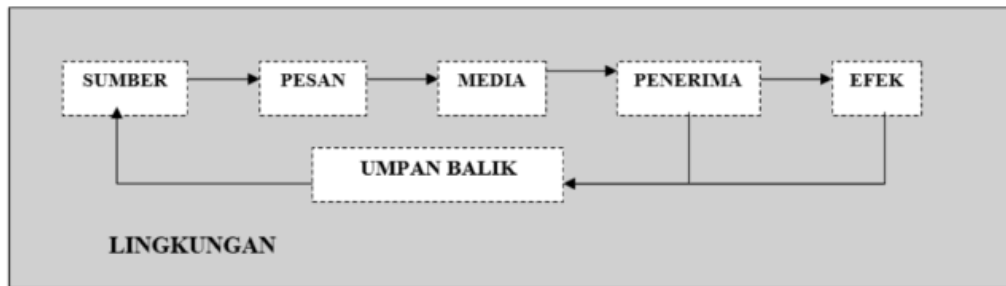 SUMBER
PESAN
MEDIA
PENERIMA
EFEK
UMPAN BALIK
LINGKUNGAN